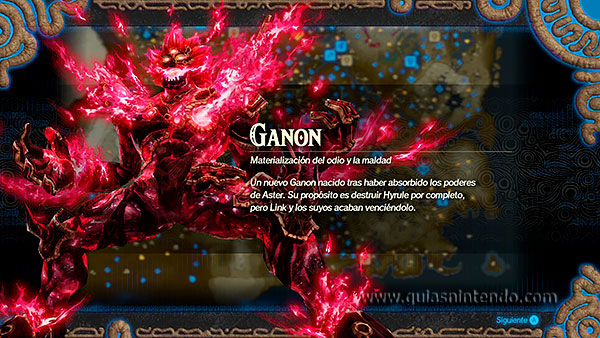 GANON
Materialización del odio y la maldad
Un nuevo Ganon nacido tras haber absorbido los poderes
de Aster. Su propósito es destruir Hyrule por completo,
pero Link y los suyos acaban venciéndolo.
www.guiasnintendo.com
Siguiente A